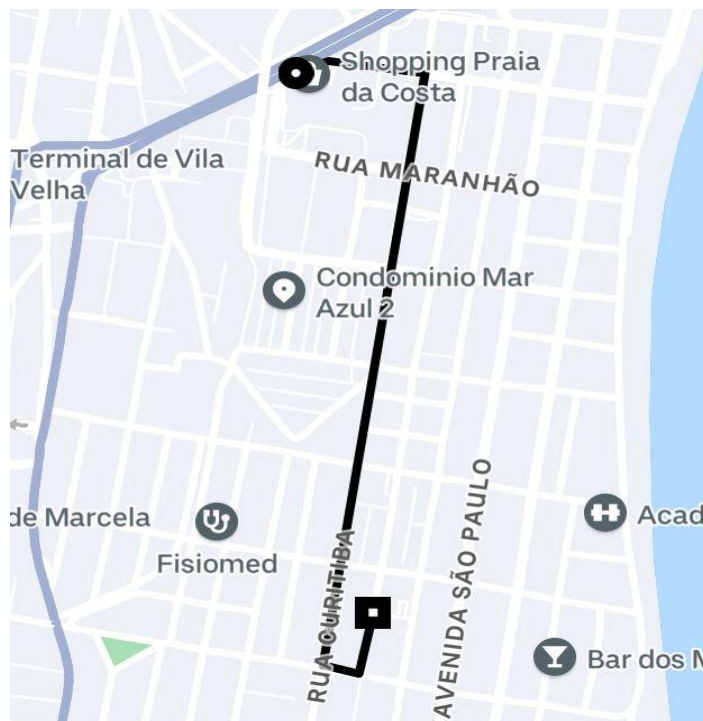 Shopping Praia
da Costa
Terminal de Vila
Velha
RUA MARANHÃO
Condominio Mar
Azul 2
de Marcela
Fisiomed
RUA CURITIBA
AVENIDA SÃO PAULO
Acad
Bar dos M